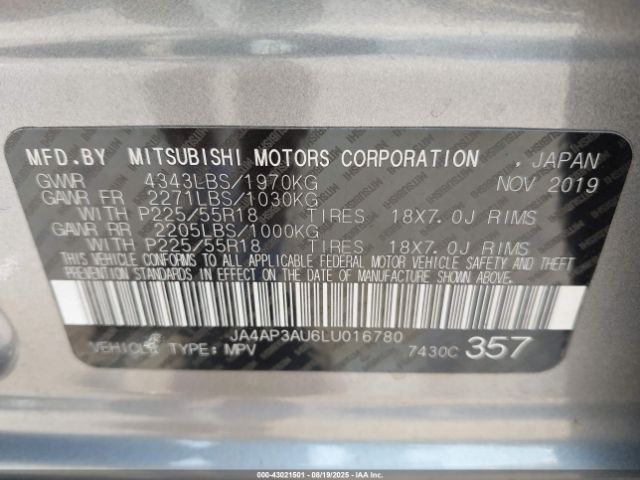 MFD.BY MITSUBISHI MOTORS CORPORATION , JAPAN
GVWR 4343LBS/1970KG NOV 2019
GAWR FR 2271LBS/1030KG
WITH P225/55R18 TIRES 18X7.0J RIMS
GAWR RR 2205LBS/1000KG
WITH P225/55R18 TIRES 18X7.0J RIMS
THIS VEHICLE CONFORMS TO ALL APPLICABLE FEDERAL MOTOR VEHICLE SAFETY AND THEFT
PREVENTION STANDARDS IN EFFECT ON THE DATE OF MANUFACTURE SHOWN ABOVE.
JA4AP3AU6LU016780
VEHICLE TYPE: MPV 7430C 357
000-43021501 - 08/19/2025 - IAAI.CA